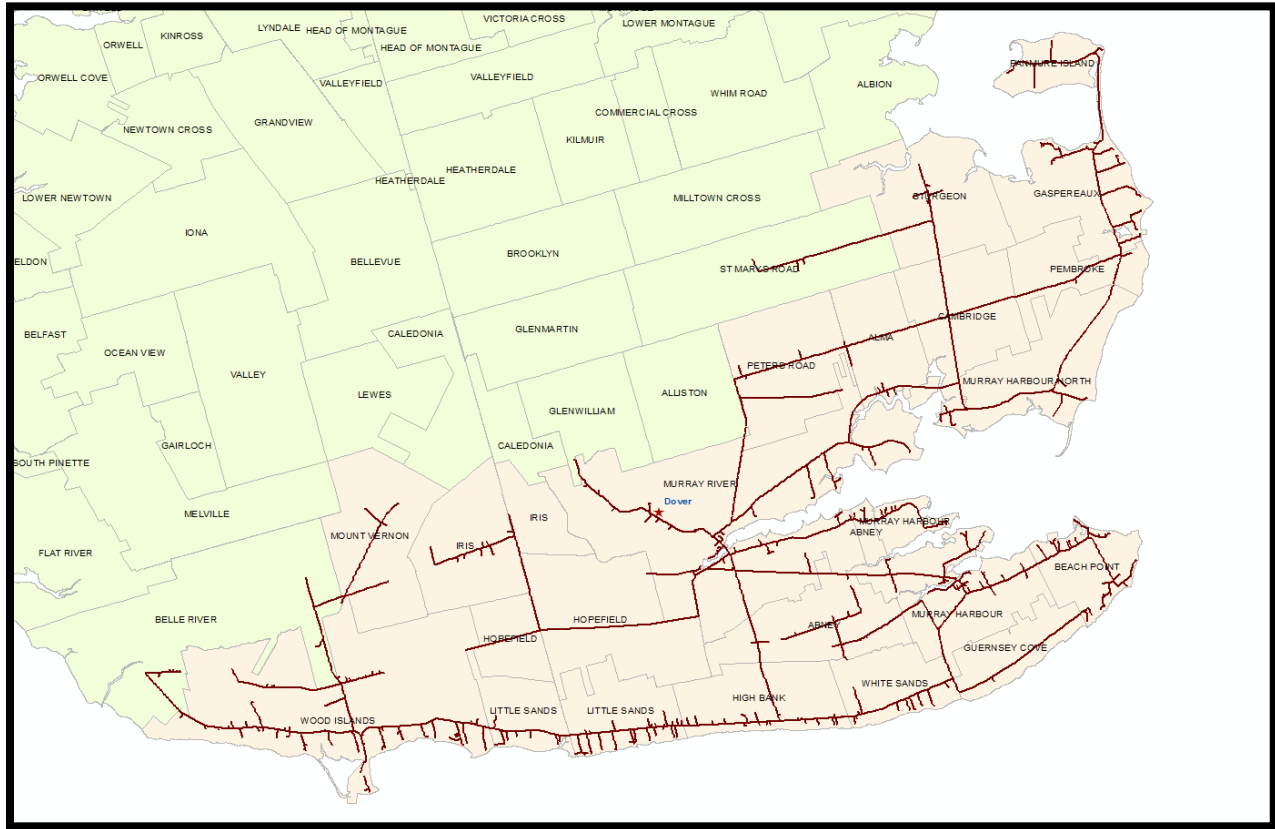 VICTORIA CROSS
LOWER MONTAGUE
LYNDALE
HEAD OF MONTAGUE
KINROSS
ORWELL
HEAD OF MONTAGUE
PANMURE ISLAND
ORWELL COVE
VALLEYFIELD
VALLEYFIELD
ALBION
WHIM ROAD
COMMERCIAL CROSS
GRANDVIEW
NEWTOWN CROSS
KILMUIR
HEATHERDALE
HEATHERDALE
LOWER NEWTOWN
MILLTOWN CROSS
STURGEON
GASPEREAUX
IONA
BROOKLYN
ELDON
BELLEVUE
ST MARYS ROAD
PEMBROKE
CAMBRIDGE
BELFAST
CALEDONIA
GLENMARTIN
ALMA
OCEAN VIEW
PETERS ROAD
VALLEY
MURRAY HARBOUR NORTH
LEWES
ALLISTON
GLENWILLIAM
GAIRLOCH
CALEDONIA
SOUTH PINETTE
MURRAY RIVER
Dover
MELVILLE
IRIS
MURRAY HARBOUR
ABNEY
MOUNT VERNON
IRIS
FLAT RIVER
BEACH POINT
MURRAY HARBOUR
BELLE RIVER
HOPEFIELD
ABNEY
HOPEFIELD
GUERNSEY COVE
WHITE SANDS
HIGH BANK
LITTLE SANDS
LITTLE SANDS
WOOD ISLANDS